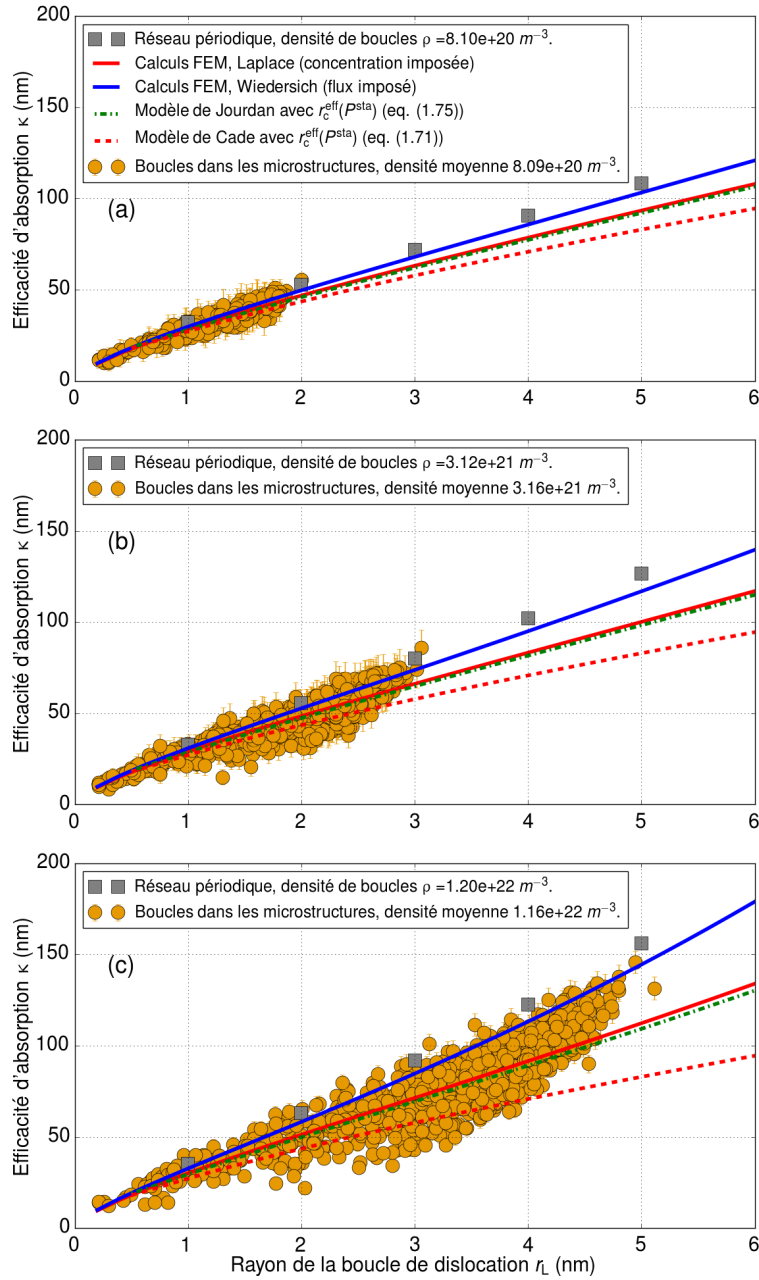 200
150
100
50
0
Efficacité d'absorption κ (nm)
Réseau périodique, densité de boucles ρ =8.10e+20 m⁻³.
Calculs FEM, Laplace (concentration imposée)
Calculs FEM, Wiedersich (flux imposé)
Modèle de Jourdan avec r_c^eff(P^sta) (eq. (1.75))
Modèle de Cade avec r_c^eff(P^sta) (eq. (1.71))
Boucles dans les microstructures, densité moyenne 8.09e+20 m⁻³.
(a)
0 1 2 3 4 5 6
200
150
100
50
0
Efficacité d'absorption κ (nm)
Réseau périodique, densité de boucles ρ =3.12e+21 m⁻³.
Boucles dans les microstructures, densité moyenne 3.16e+21 m⁻³.
(b)
0 1 2 3 4 5 6
200
150
100
50
0
Efficacité d'absorption κ (nm)
Réseau périodique, densité de boucles ρ =1.20e+22 m⁻³.
Boucles dans les microstructures, densité moyenne 1.16e+22 m⁻³.
(c)
0 1 2 3 4 5 6
Rayon de la boucle de dislocation r_L (nm)